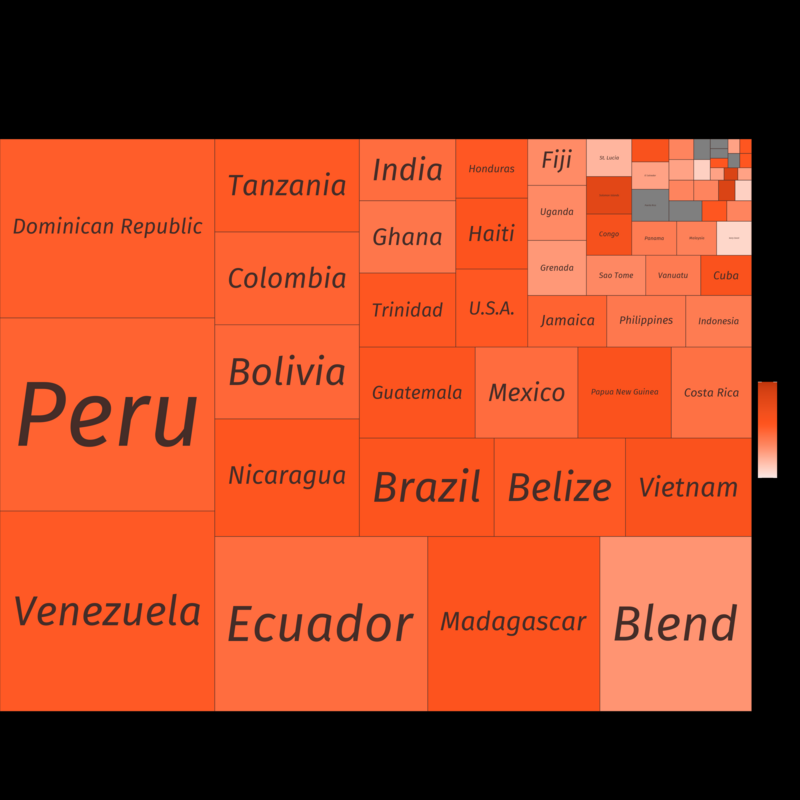 Dominican Republic
Peru
Venezuela
Tanzania
Colombia
Bolivia
Nicaragua
India
Ghana
Trinidad
Honduras
Haiti
U.S.A.
Fiji
Uganda
Grenada
St. Lucia
Congo
Panama
Sao Tome
Vanuatu
Cuba
Jamaica
Philippines
Indonesia
Guatemala
Mexico
Papua New Guinea
Costa Rica
Brazil
Belize
Vietnam
Ecuador
Madagascar
Blend